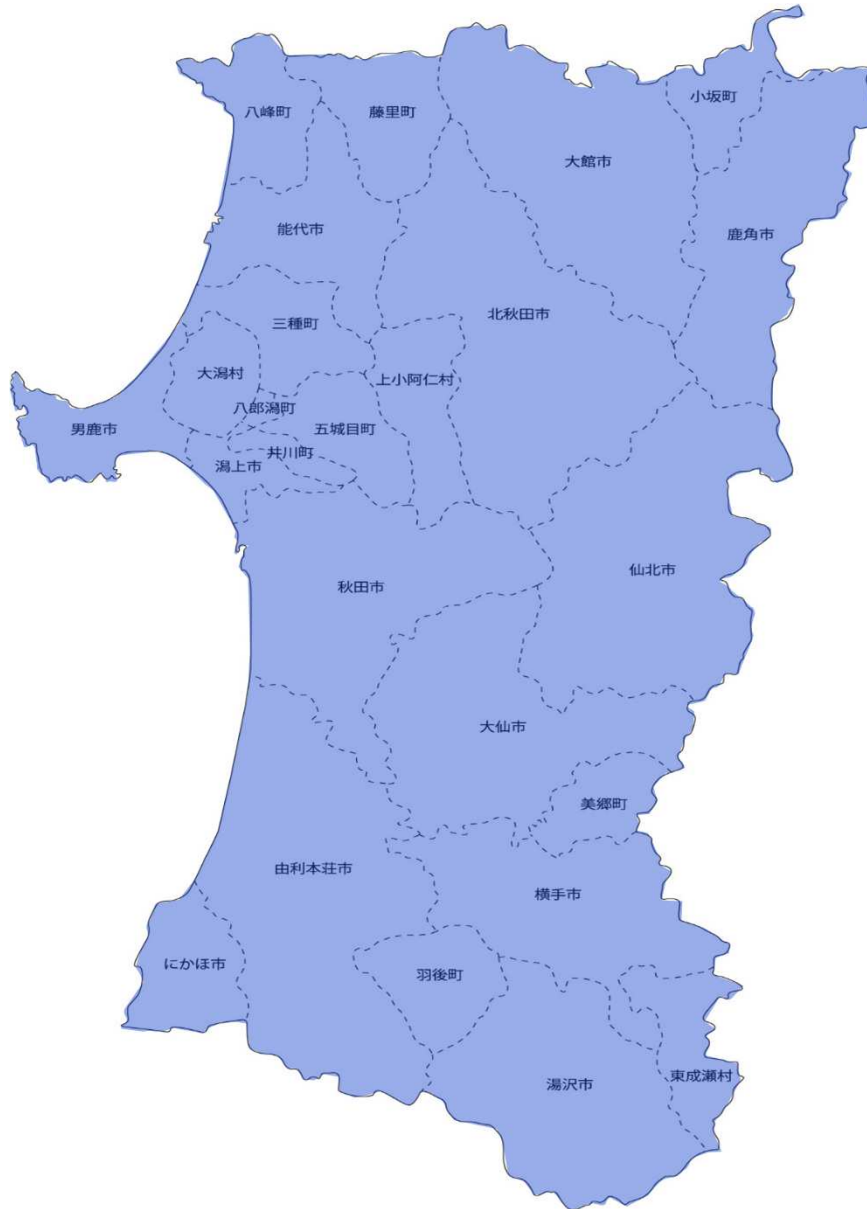 小坂町
八峰町
藤里町
大館市
能代市
鹿角市
北秋田市
三種町
大潟村
上小阿仁村
八郎潟町
男鹿市
五城目町
井川町
潟上市
仙北市
秋田市
大仙市
美郷町
由利本荘市
横手市
にかほ市
羽後町
東成瀬村
湯沢市